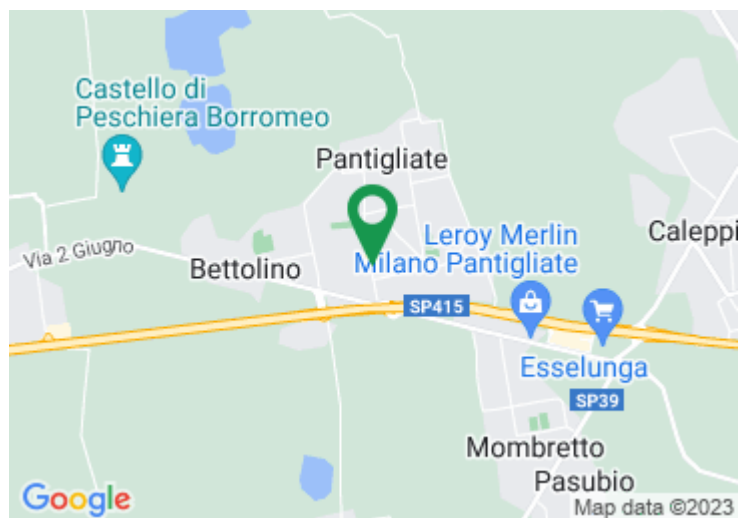 Castello di
Peschiera Borromeo
Pantigliate
Via 2 Giugno
Bettolino
Leroy Merlin
Milano Pantigliate
Caleppi
SP415
Esselunga
SP39
Mombretto
Pasubio
Google
Map data ©2023